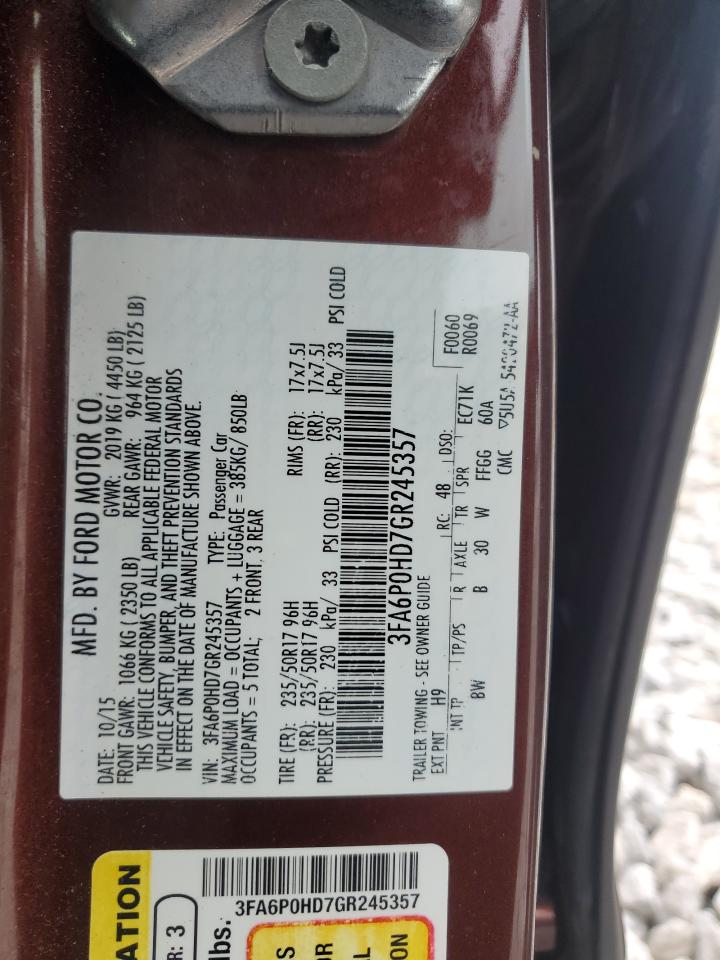 MFD. BY FORD MOTOR CO.
DATE: 10/15 GVWR: 2019 KG ( 4450 LB)
FRONT GAWR: 1066 KG ( 2350 LB) REAR GAWR: 964 KG ( 2125 LB)
THIS VEHICLE CONFORMS TO ALL APPLICABLE FEDERAL MOTOR
VEHICLE SAFETY, BUMPER, AND THEFT PREVENTION STANDARDS
IN EFFECT ON THE DATE OF MANUFACTURE SHOWN ABOVE.
VIN: 3FA6P0HD7GR245357 TYPE: Passenger Car
MAXIMUM LOAD = OCCUPANTS + LUGGAGE = 385KG/ 850LB
OCCUPANTS = 5 TOTAL; 2 FRONT, 3 REAR
TIRE (FR): 235/50R17 96H RIMS (FR): 17x7.5J
(RR): 235/50R17 96H (RR): 17x7.5J
PRESSURE (FR): 230 kPa/ 33 PSI COLD (RR): 230 kPa/ 33 PSI COLD
3FA6P0HD7GR245357
TRAILER TOWING - SEE OWNER GUIDE
EXT PNT H9 RC: 48 DSO: F0060
R0069
INT TP TP/PS R AXLE TR SPR EC71K
BW B 30 W FFGG 60A
CMC ▽5U5A
ATION
R: 3
lbs.
3FA6P0HD7GR245357
S
OR
L
ON